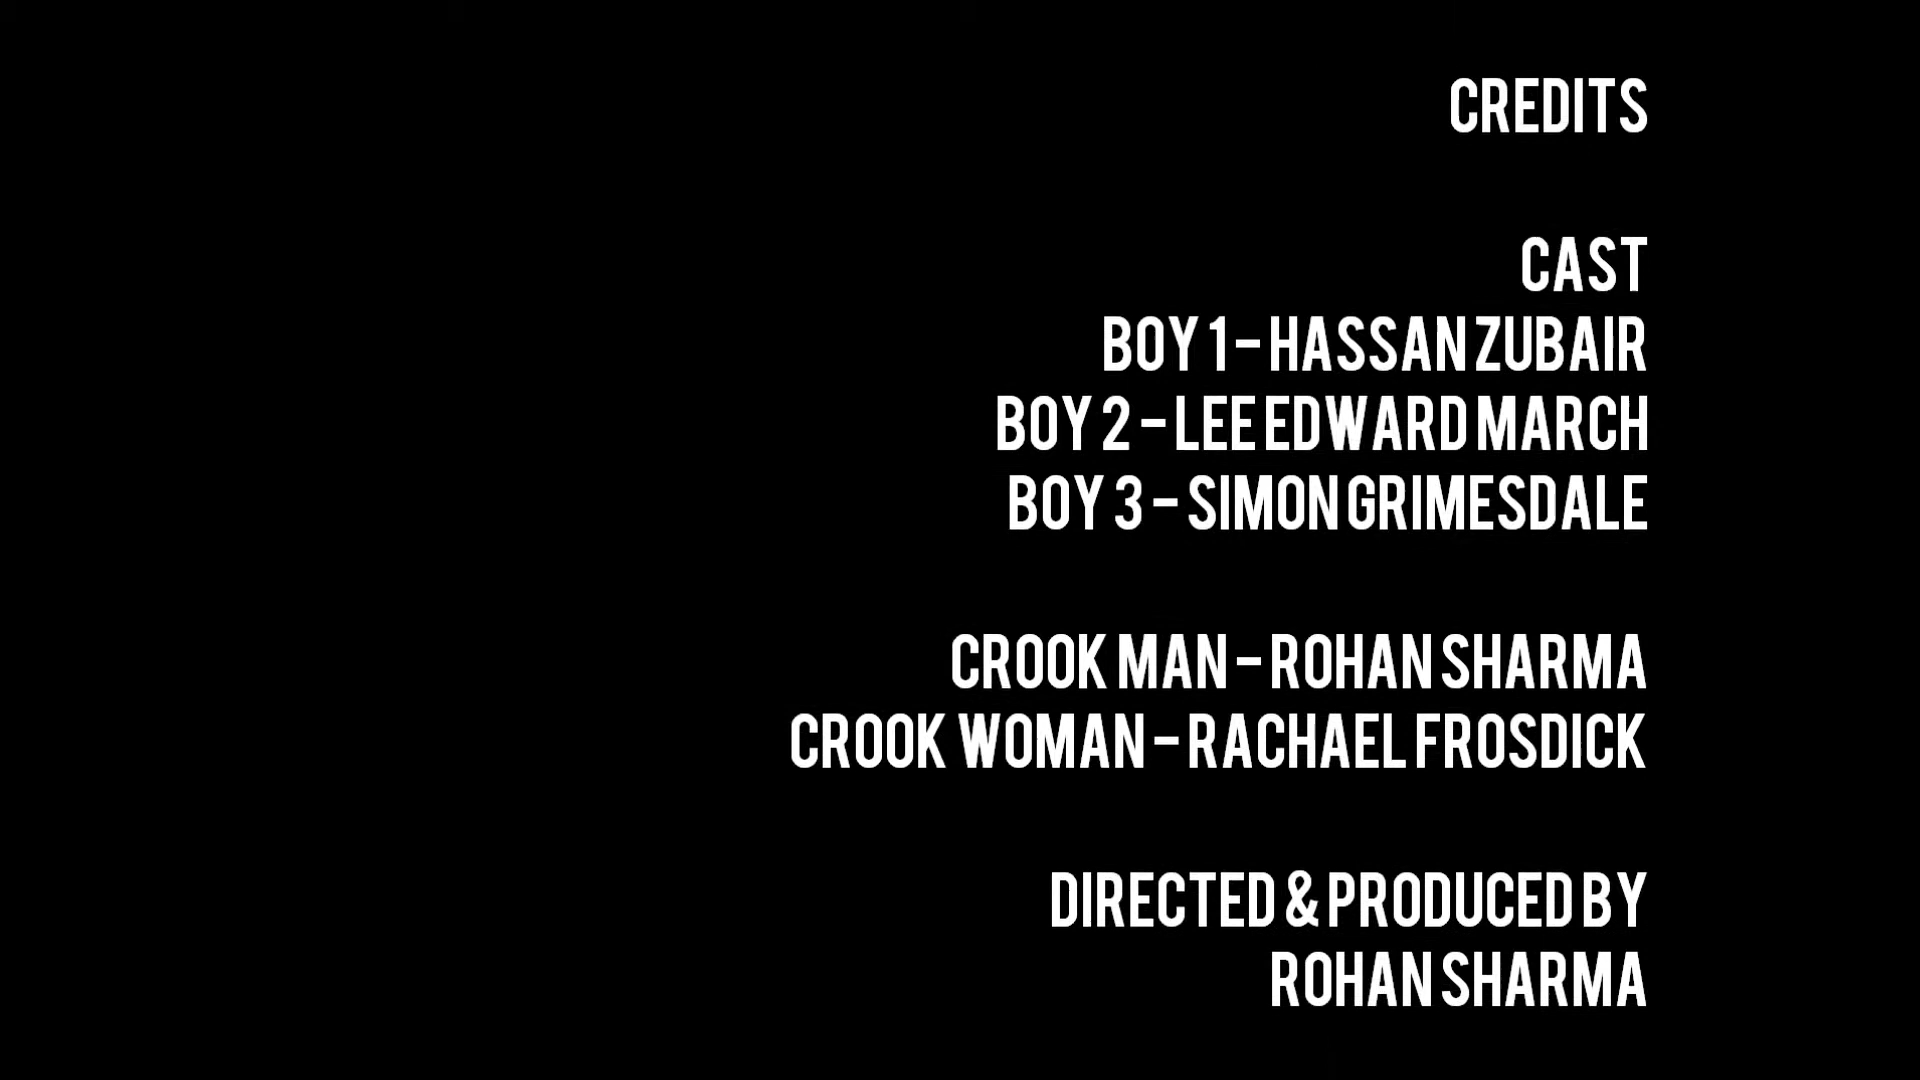 CREDITS
CAST
BOY 1 - HASSAN ZUBAIR
BOY 2 - LEE EDWARD MARCH
BOY 3 - SIMON GRIMESDALE
CROOK MAN - ROHAN SHARMA
CROOK WOMAN - RACHAEL FROSDICK
DIRECTED & PRODUCED BY
ROHAN SHARMA